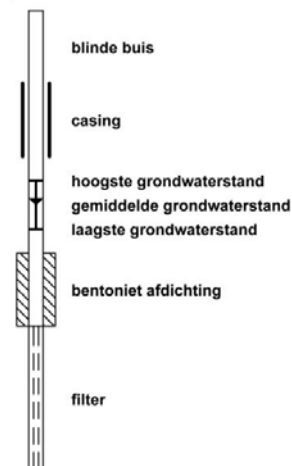 blinde buis
casing
hoogste grondwaterstand
gemiddelde grondwaterstand
laagste grondwaterstand
bentoniet afdichting
filter